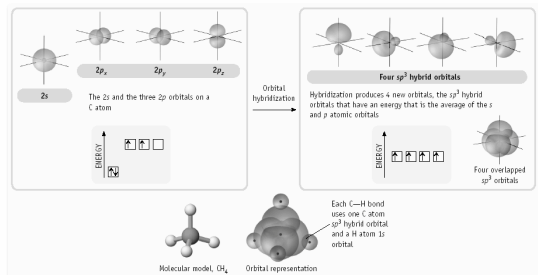 2pₓ
2pᵧ
2p_z
2s
The 2s and the three 2p orbitals on a
C atom
ENERGY
Orbital
hybridization
Four sp³ hybrid orbitals
Hybridization produces 4 new orbitals, the sp³ hybrid
orbitals that have an energy that is the average of the s
and p atomic orbitals
ENERGY
Four overlapped
sp³ orbitals
Each C—H bond
uses one C atom
sp³ hybrid orbital
and a H atom 1s
orbital
Molecular model, CH₄
Orbital representation